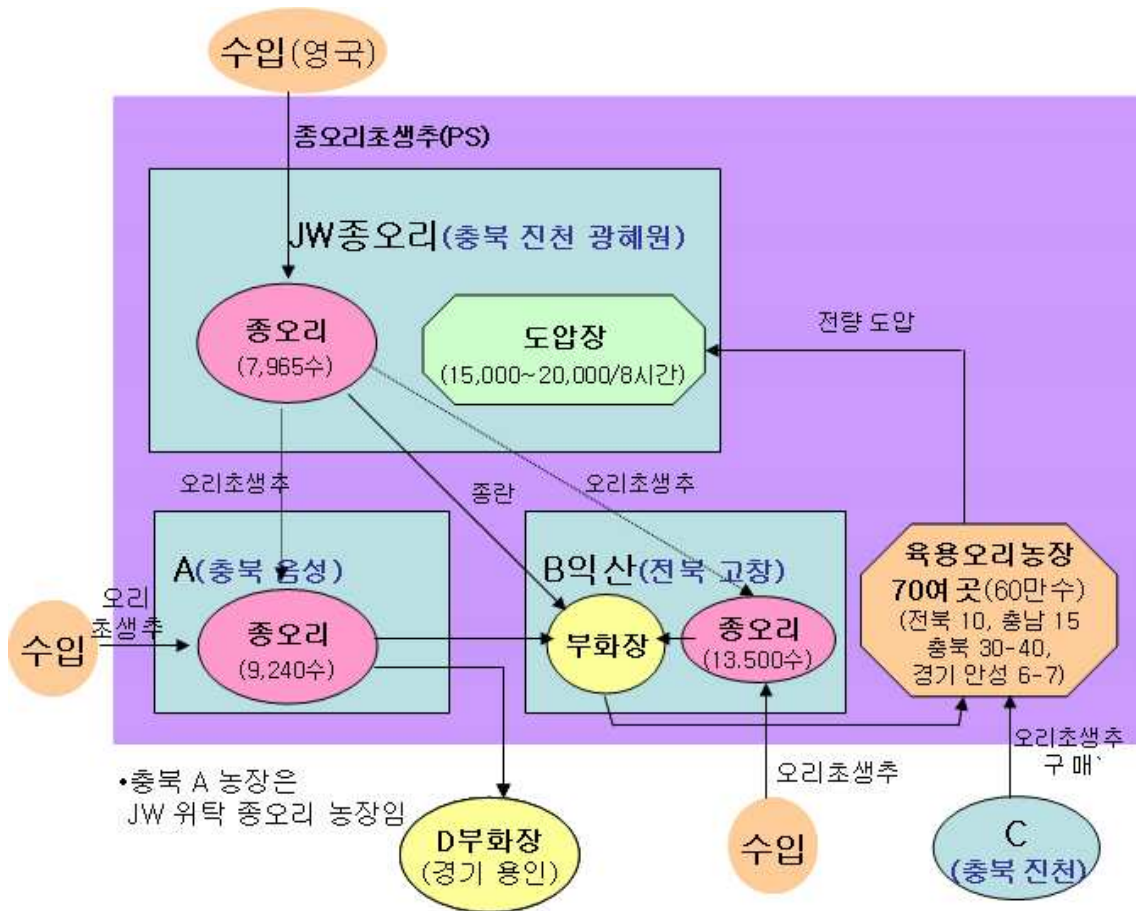 수입(영국)
종오리초생추(PS)
JW종오리(충북 진천 광혜원)
종오리
(7,965수)
도압장
(15,000~20,000/8시간)
전량 도압
오리초생추
종란
오리초생추
A(충북 음성)
B익산(전북 고창)
육용오리농장
70여 곳(60만수)
(전북 10, 충남 15
충북 30-40,
경기 안성 6-7)
오리
초생추
수입
종오리
(9,240수)
부화장
종오리
(13.500수)
•충북 A 농장은
JW 위탁 종오리 농장임
오리초생추
오리초생추
구매`
D부화장
(경기 용인)
수입
C
(충북 진천)